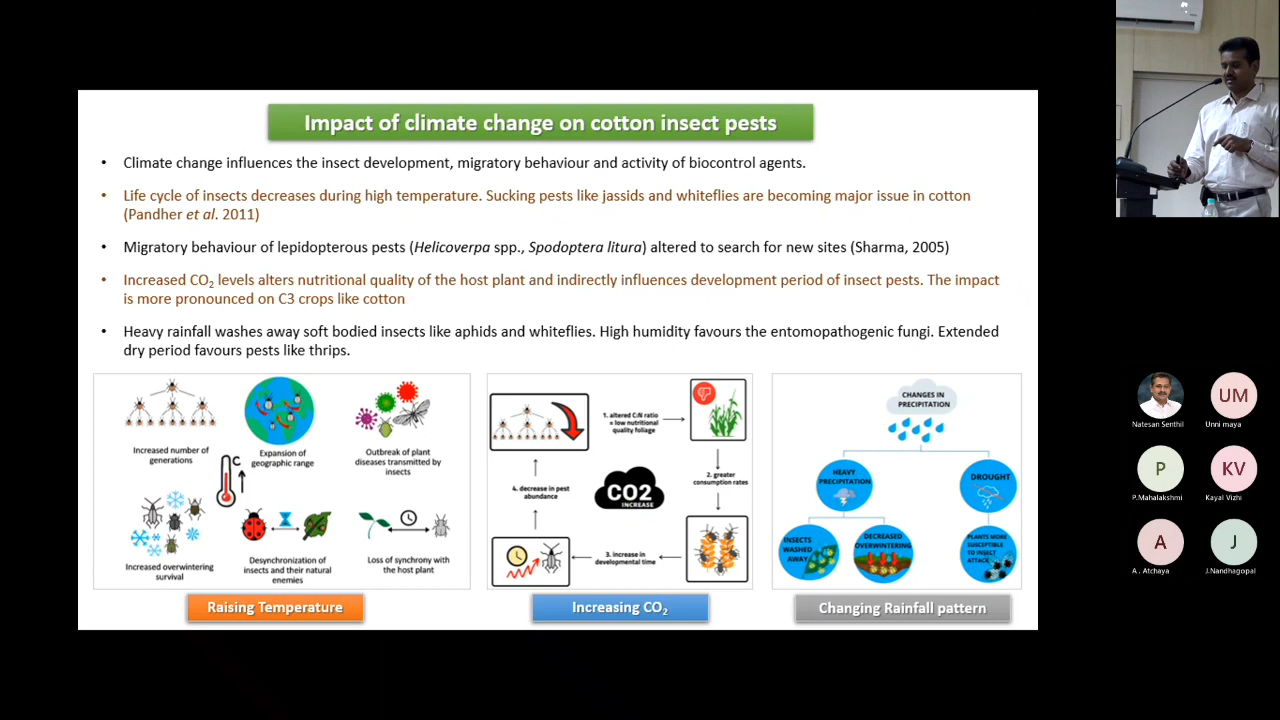 Impact of climate change on cotton insect pests
• Climate change influences the insect development, migratory behaviour and activity of biocontrol agents.
• Life cycle of insects decreases during high temperature. Sucking pests like jassids and whiteflies are becoming major issue in cotton
(Pandher et al. 2011)
• Migratory behaviour of lepidopterous pests (Helicoverpa spp., Spodoptera litura) altered to search for new sites (Sharma, 2005)
• Increased CO₂ levels alters nutritional quality of the host plant and indirectly influences development period of insect pests. The impact
is more pronounced on C3 crops like cotton
• Heavy rainfall washes away soft bodied insects like aphids and whiteflies. High humidity favours the entomopathogenic fungi. Extended
dry period favours pests like thrips.
Increased number of
generations
Expansion of
geographic range
Outbreak of plant
diseases transmitted by
insects
C
Increased overwintering
survival
Desynchronization of
insects and their natural
enemies
Loss of synchrony with
the host plant
Raising Temperature
1. altered C:N ratio
= low nutritional
quality foliage
2. greater
consumption rates
CO2
INCREASE
4. decrease in pest
abundance
3. increase in
developmental time
Increasing CO₂
CHANGES IN
PRECIPITATION
HEAVY
PRECIPITATION
DROUGHT
INSECTS
WASHED
AWAY
DECREASED
OVERWINTERING
PLANTS MORE
SUSCEPTIBLE
TO INSECT
ATTACK
Changing Rainfall pattern
Natesan Senthil
UM
Unni maya
P
P.Mahalakshmi
KV
Kayal Vizhi
A
A . Atchaya
J
J.Nandhagopal